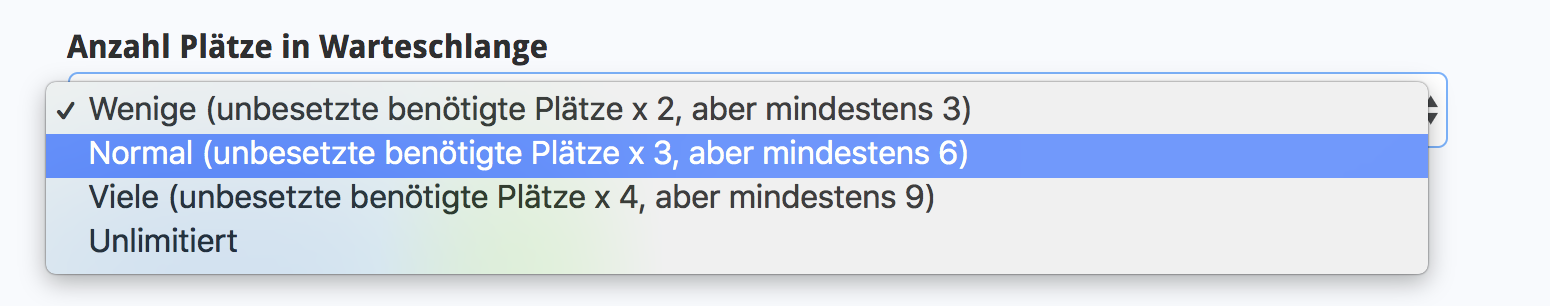 Anzahl Plätze in Warteschlange
✓ Wenige (unbesetzte benötigte Plätze x 2, aber mindestens 3)
Normal (unbesetzte benötigte Plätze x 3, aber mindestens 6)
Viele (unbesetzte benötigte Plätze x 4, aber mindestens 9)
Unlimitiert